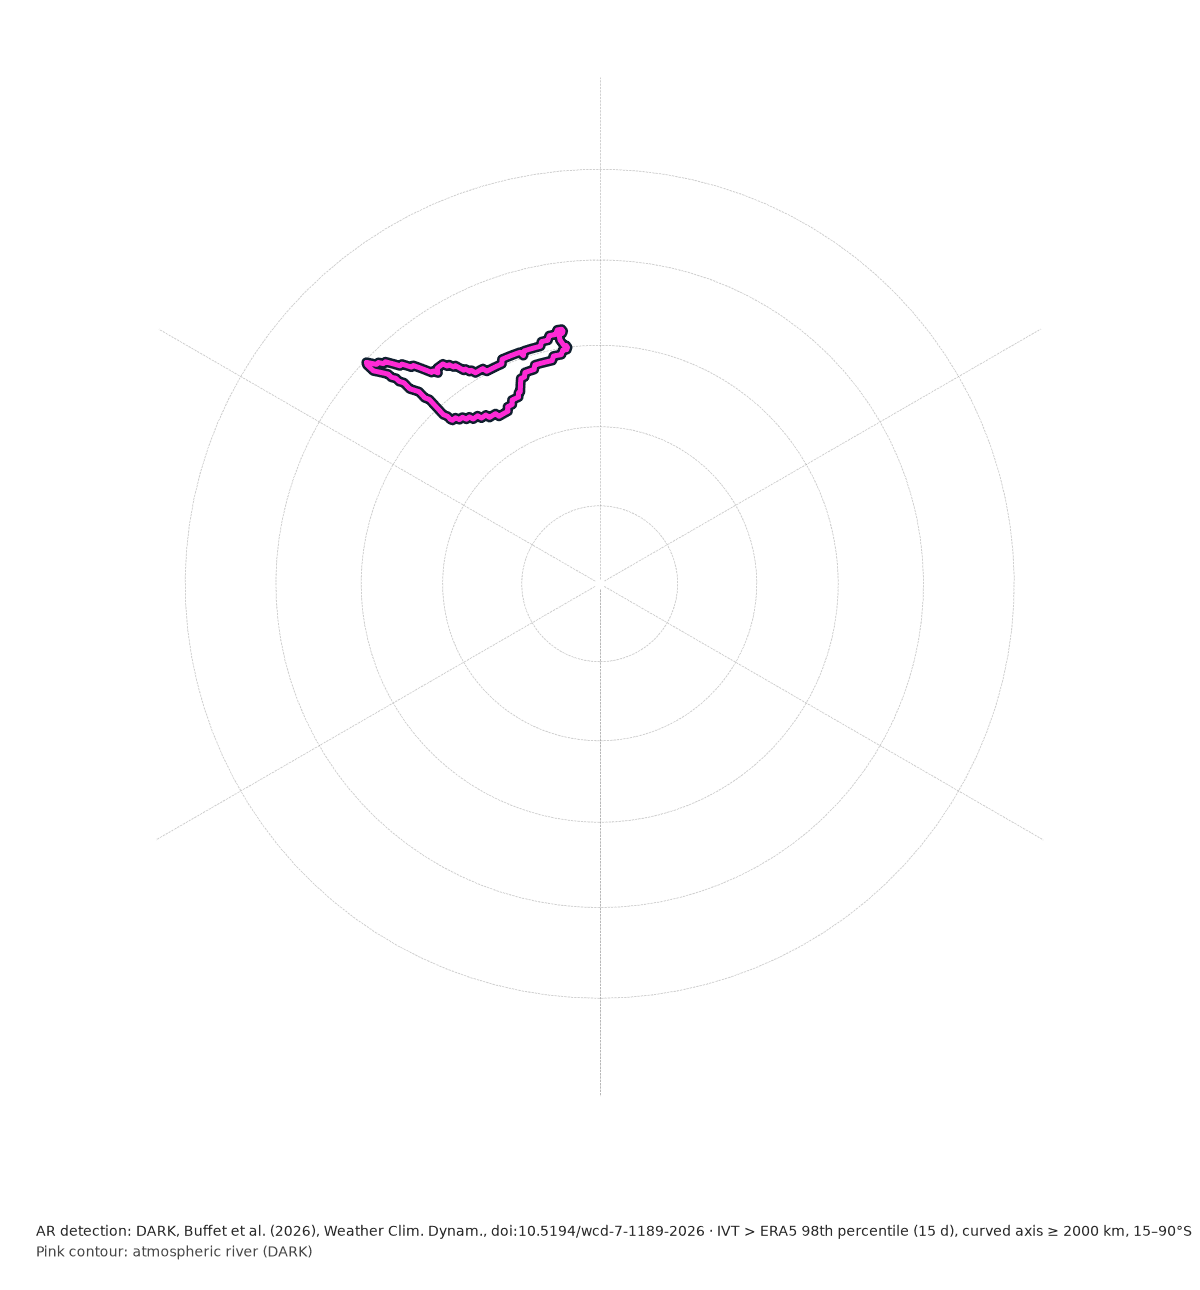 AR detection: DARK, Buffet et al. (2026), Weather Clim. Dynam., doi:10.5194/wcd-7-1189-2026 · IVT > ERA5 98th percentile (15 d), curved axis ≥ 2000 km, 15–90°S
Pink contour: atmospheric river (DARK)